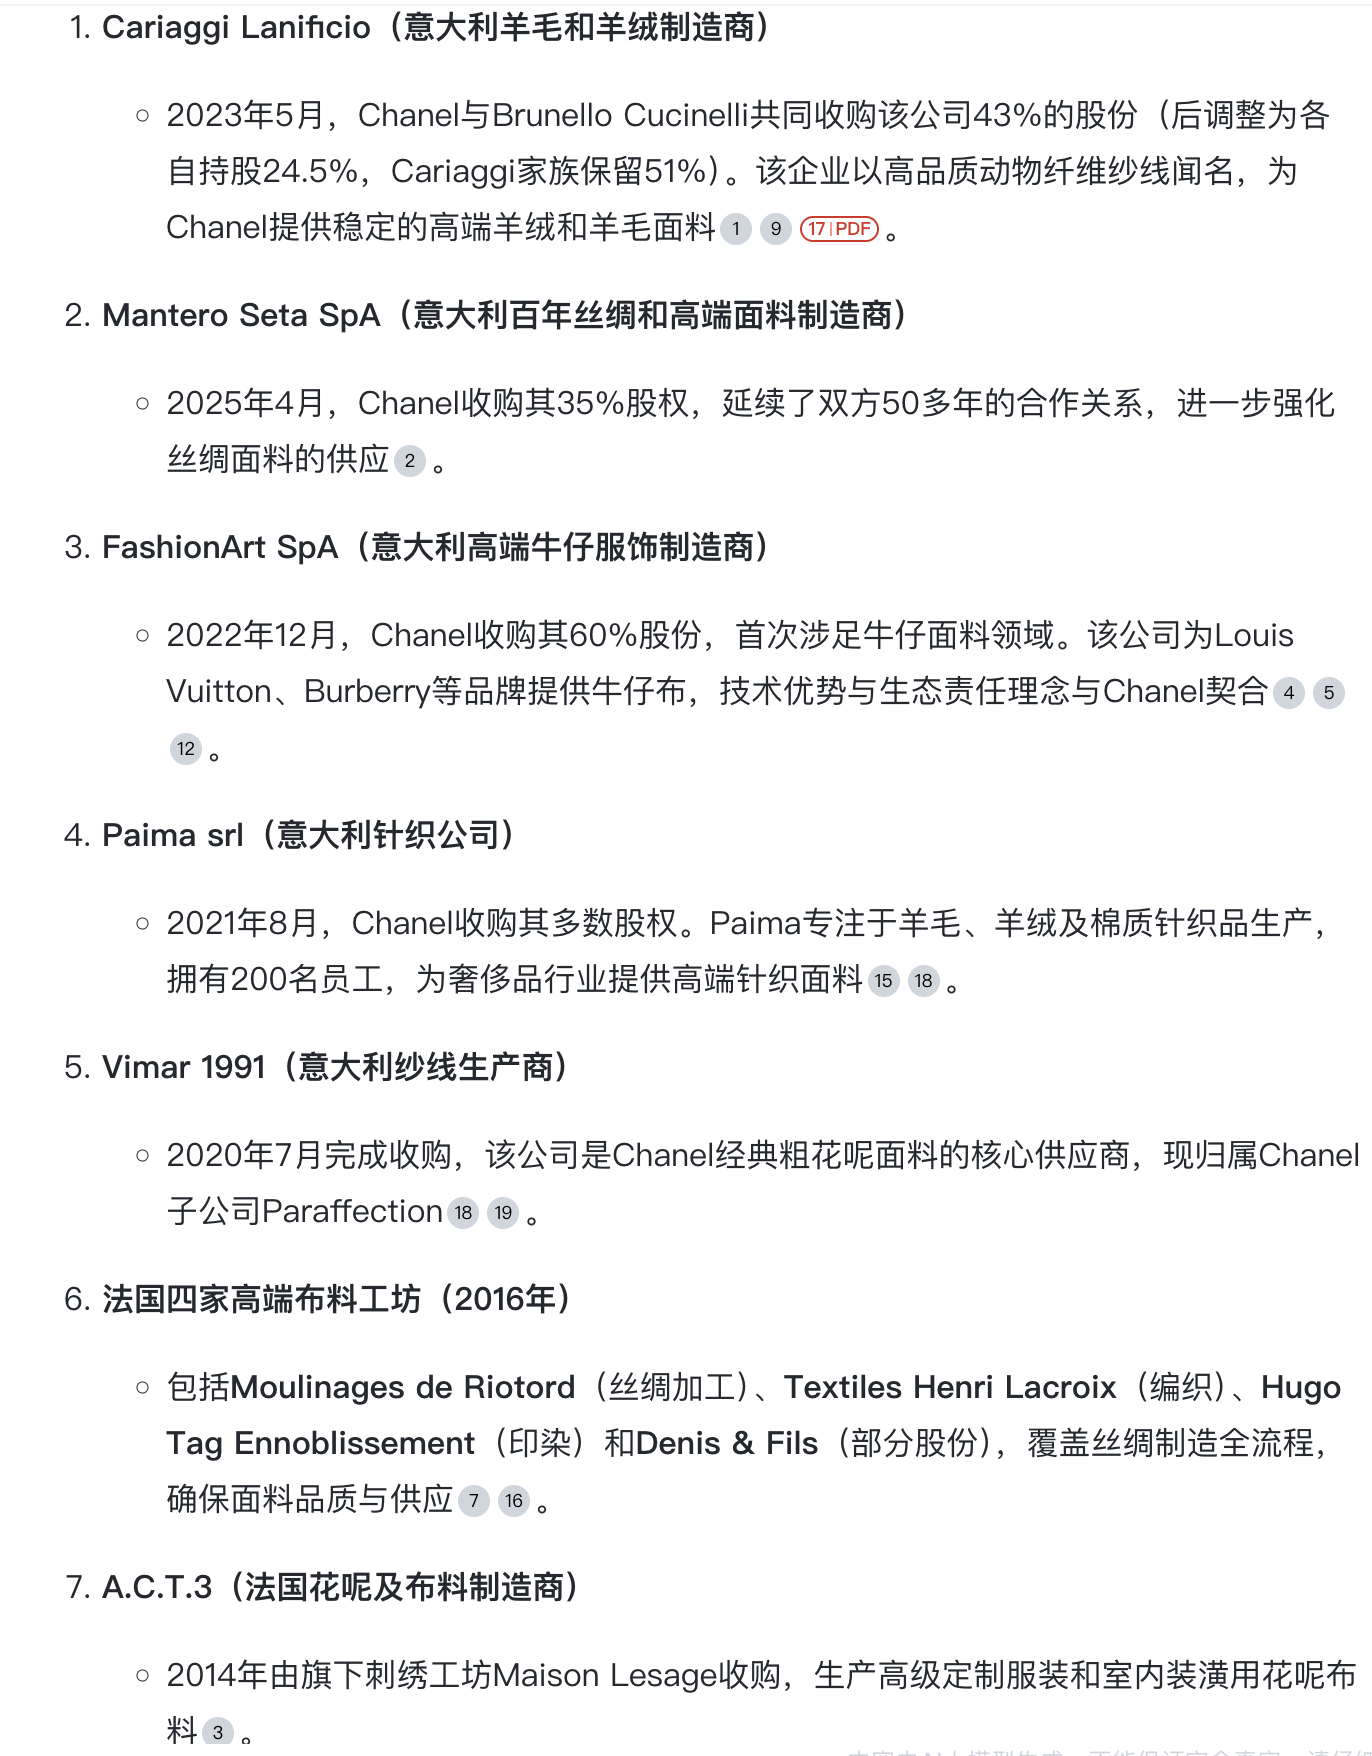 1. Cariaggi Lanificio（意大利羊毛和羊绒制造商）
2023年5月，Chanel与Brunello Cucinelli共同收购该公司43%的股份（后调整为各
自持股24.5%，Cariaggi家族保留51%）。该企业以高品质动物纤维纱线闻名，为
Chanel提供稳定的高端羊绒和羊毛面料 1 9 17|PDF 。
2. Mantero Seta SpA（意大利百年丝绸和高端面料制造商）
2025年4月，Chanel收购其35%股权，延续了双方50多年的合作关系，进一步强化
丝绸面料的供应 2 。
3. FashionArt SpA（意大利高端牛仔服饰制造商）
2022年12月，Chanel收购其60%股份，首次涉足牛仔面料领域。该公司为Louis
Vuitton、Burberry等品牌提供牛仔布，技术优势与生态责任理念与Chanel契合 4 5
12 。
4. Paima srl（意大利针织公司）
2021年8月，Chanel收购其多数股权。Paima专注于羊毛、羊绒及棉质针织品生产，
拥有200名员工，为奢侈品行业提供高端针织面料 15 18 。
5. Vimar 1991（意大利纱线生产商）
2020年7月完成收购，该公司是Chanel经典粗花呢面料的核心供应商，现归属Chanel
子公司Paraffection 18 19 。
6. 法国四家高端布料工坊（2016年）
包括Moulinages de Riotord（丝绸加工）、Textiles Henri Lacroix（编织）、Hugo
Tag Ennoblissement（印染）和Denis & Fils（部分股份），覆盖丝绸制造全流程，
确保面料品质与供应 7 16 。
7. A.C.T.3（法国花呢及布料制造商）
2014年由旗下刺绣工坊Maison Lesage收购，生产高级定制服装和室内装潢用花呢布
料 3 。